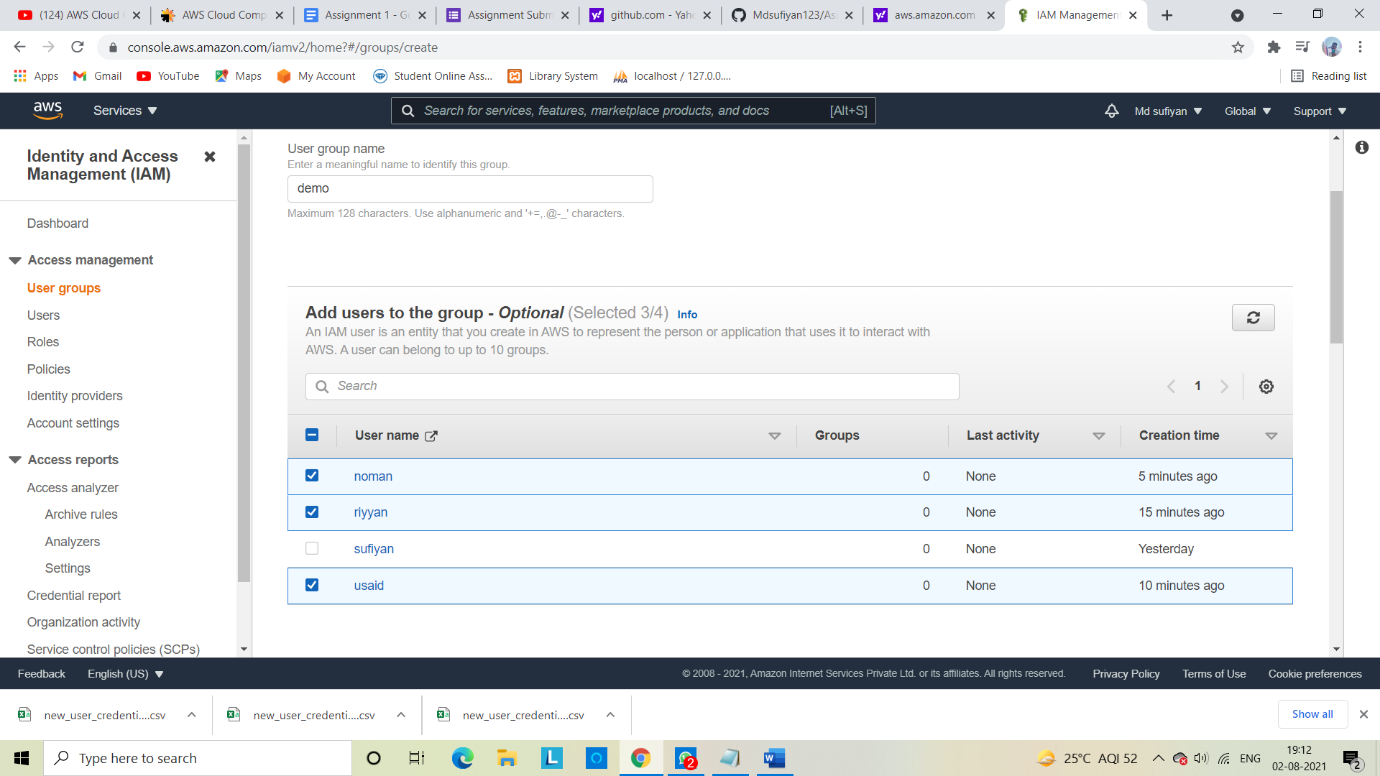 (124) AWS Cloud
AWS Cloud Comp
Assignment 1 - G
Assignment Subm
github.com - Yah
Mdsufiyan123/As
aws.amazon.com
IAM Management
console.aws.amazon.com/iamv2/home?#/groups/create
Apps
Gmail
YouTube
Maps
My Account
Student Online Ass...
Library System
localhost / 127.0.0....
Reading list
aws
Services
Search for services, features, marketplace products, and docs
[Alt+S]
Md sufiyan
Global
Support
Identity and Access
Management (IAM)
Dashboard
Access management
User groups
Users
Roles
Policies
Identity providers
Account settings
Access reports
Access analyzer
Archive rules
Analyzers
Settings
Credential report
Organization activity
Service control policies (SCPs)
User group name
Enter a meaningful name to identify this group.
demo
Maximum 128 characters. Use alphanumeric and '+=,.@-_' characters.
Add users to the group - Optional (Selected 3/4) Info
An IAM user is an entity that you create in AWS to represent the person or application that uses it to interact with
AWS. A user can belong to up to 10 groups.
Search
1
User name
Groups
Last activity
Creation time
noman 0 None 5 minutes ago
riyyan 0 None 15 minutes ago
sufiyan 0 None Yesterday
usaid 0 None 10 minutes ago
Feedback
English (US)
© 2008 - 2021, Amazon Internet Services Private Ltd. or its affiliates. All rights reserved.
Privacy Policy
Terms of Use
Cookie preferences
new_user_credenti....csv
new_user_credenti....csv
new_user_credenti....csv
Show all
Type here to search
2
25°C AQI 52
ENG
19:12
02-08-2021
2